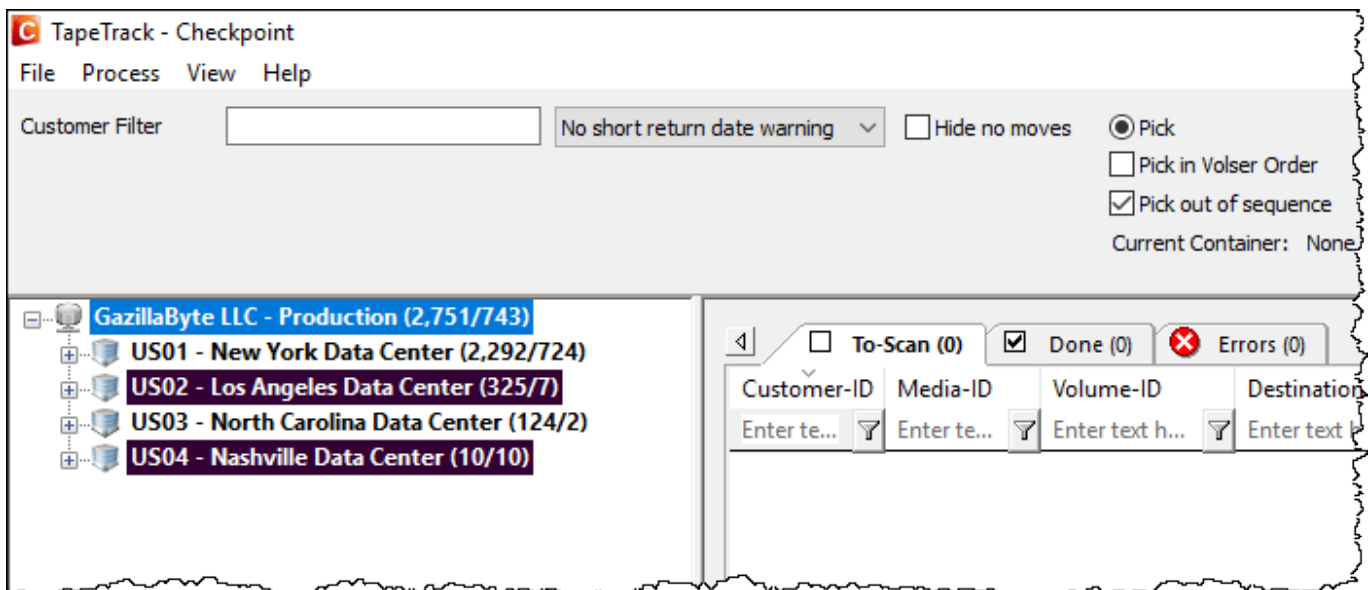 TapeTrack - Checkpoint
File Process View Help
Customer Filter No short return date warning Hide no moves Pick
Pick in Volser Order
Pick out of sequence
Current Container: None
GazillaByte LLC - Production (2,751/743)
US01 - New York Data Center (2,292/724)
US02 - Los Angeles Data Center (325/7)
US03 - North Carolina Data Center (124/2)
US04 - Nashville Data Center (10/10)
To-Scan (0) Done (0) Errors (0)
Customer-ID Media-ID Volume-ID Destination
Enter te... Enter te... Enter text h... Enter text h